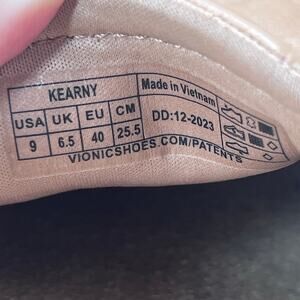 KEARNY
USA UK EU CM
9 6.5 40 25.5
Made in Vietnam
DD:12-2023
VIONICSHOES.COM/PATENTS